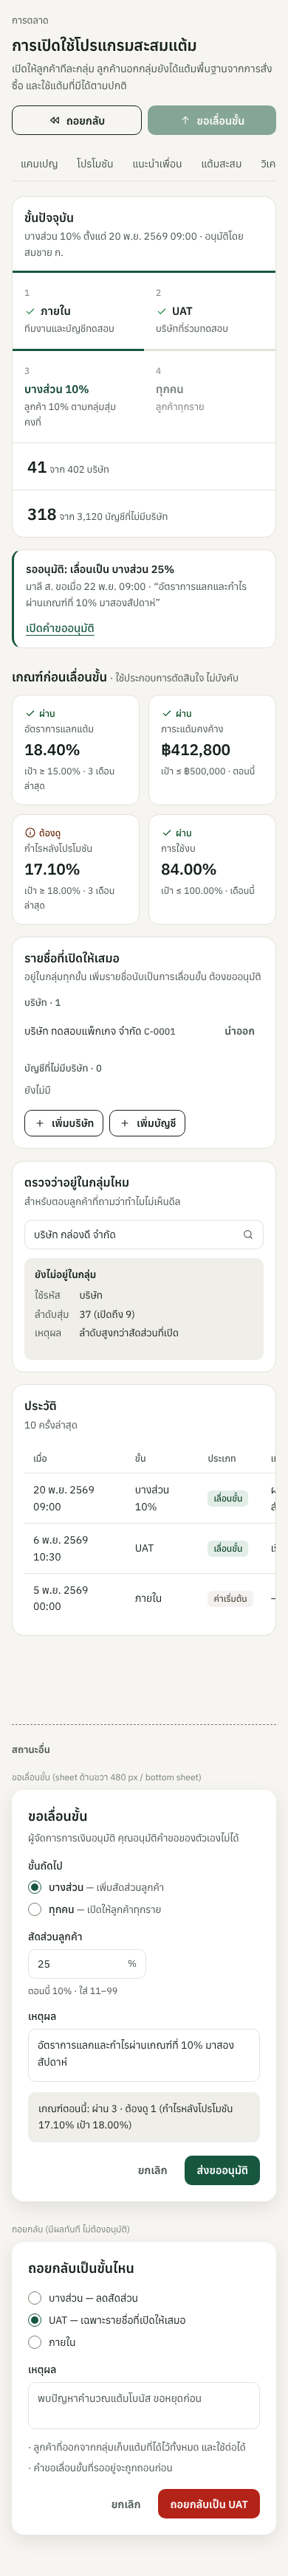 การตลาด
การเปิดใช้โปรแกรมสะสมแต้ม
เปิดให้ลูกค้าทีละกลุ่ม ลูกค้านอกกลุ่มยังได้แต้มพื้นฐานจากการสั่ง
ซื้อ และใช้แต้มที่มีได้ตามปกติ
ถอยกลับ
ขอเลื่อนขั้น
แคมเปญ โปรโมชัน แนะนำเพื่อน แต้มสะสม วิเค
ขั้นปัจจุบัน
บางส่วน 10% ตั้งแต่ 20 พ.ย. 2569 09:00 · อนุมัติโดย
สมชาย ก.
1
ภายใน
ทีมงานและบัญชีทดสอบ
2
UAT
บริษัทที่ร่วมทดสอบ
3
บางส่วน 10%
ลูกค้า 10% ตามกลุ่มสุ่ม
คงที่
4
ทุกคน
ลูกค้าทุกราย
41 จาก 402 บริษัท
318 จาก 3,120 บัญชีที่ไม่มีบริษัท
รออนุมัติ: เลื่อนเป็น บางส่วน 25%
มาลี ส. ขอเมื่อ 22 พ.ย. 09:00 · “อัตราการแลกและกำไร
ผ่านเกณฑ์ที่ 10% มาสองสัปดาห์”
เปิดคำขออนุมัติ
เกณฑ์ก่อนเลื่อนขั้น · ใช้ประกอบการตัดสินใจ ไม่บังคับ
ผ่าน
อัตราการแลกแต้ม
18.40%
เป้า ≥ 15.00% · 3 เดือน
ล่าสุด
ผ่าน
ภาระแต้มคงค้าง
฿412,800
เป้า ≤ ฿500,000 · ตอนนี้
ต้องดู
กำไรหลังโปรโมชัน
17.10%
เป้า ≥ 18.00% · 3 เดือน
ล่าสุด
ผ่าน
การใช้งบ
84.00%
เป้า ≤ 100.00% · เดือนนี้
รายชื่อที่เปิดให้เสมอ
อยู่ในกลุ่มทุกขั้น เพิ่มรายชื่อนับเป็นการเลื่อนขั้น ต้องขออนุมัติ
บริษัท · 1
บริษัท ทดสอบแพ็กเกจ จำกัด C-0001 นำออก
บัญชีที่ไม่มีบริษัท · 0
ยังไม่มี
เพิ่มบริษัท
เพิ่มบัญชี
ตรวจว่าอยู่ในกลุ่มไหม
สำหรับตอบลูกค้าที่ถามว่าทำไมไม่เห็นดีล
บริษัท กล่องดี จำกัด
ยังไม่อยู่ในกลุ่ม
ใช้รหัส บริษัท
ลำดับสุ่ม 37 (เปิดถึง 9)
เหตุผล ลำดับสูงกว่าสัดส่วนที่เปิด
ประวัติ
10 ครั้งล่าสุด
เมื่อ ขั้น ประเภท
20 พ.ย. 2569
09:00
บางส่วน
10%
เลื่อนขั้น
6 พ.ย. 2569
10:30
UAT
เลื่อนขั้น
5 พ.ย. 2569
00:00
ภายใน
ค่าเริ่มต้น
–
สถานะอื่น
ขอเลื่อนขั้น (sheet ด้านขวา 480 px / bottom sheet)
ขอเลื่อนขั้น
ผู้จัดการการเงินอนุมัติ คุณอนุมัติคำขอของตัวเองไม่ได้
ขั้นถัดไป
บางส่วน — เพิ่มสัดส่วนลูกค้า
ทุกคน — เปิดให้ลูกค้าทุกราย
สัดส่วนลูกค้า
25 %
ตอนนี้ 10% · ใส่ 11–99
เหตุผล
อัตราการแลกและกำไรผ่านเกณฑ์ที่ 10% มาสอง
สัปดาห์
เกณฑ์ตอนนี้: ผ่าน 3 · ต้องดู 1 (กำไรหลังโปรโมชัน
17.10% เป้า 18.00%)
ยกเลิก
ส่งขออนุมัติ
ถอยกลับ (มีผลทันที ไม่ต้องอนุมัติ)
ถอยกลับเป็นขั้นไหน
บางส่วน — ลดสัดส่วน
UAT — เฉพาะรายชื่อที่เปิดให้เสมอ
ภายใน
เหตุผล
พบปัญหาคำนวณแต้มโบนัส ขอหยุดก่อน
· ลูกค้าที่ออกจากกลุ่มเก็บแต้มที่ได้ไว้ทั้งหมด และใช้ต่อได้
· คำขอเลื่อนขั้นที่รออยู่จะถูกถอนก่อน
ยกเลิก
ถอยกลับเป็น UAT